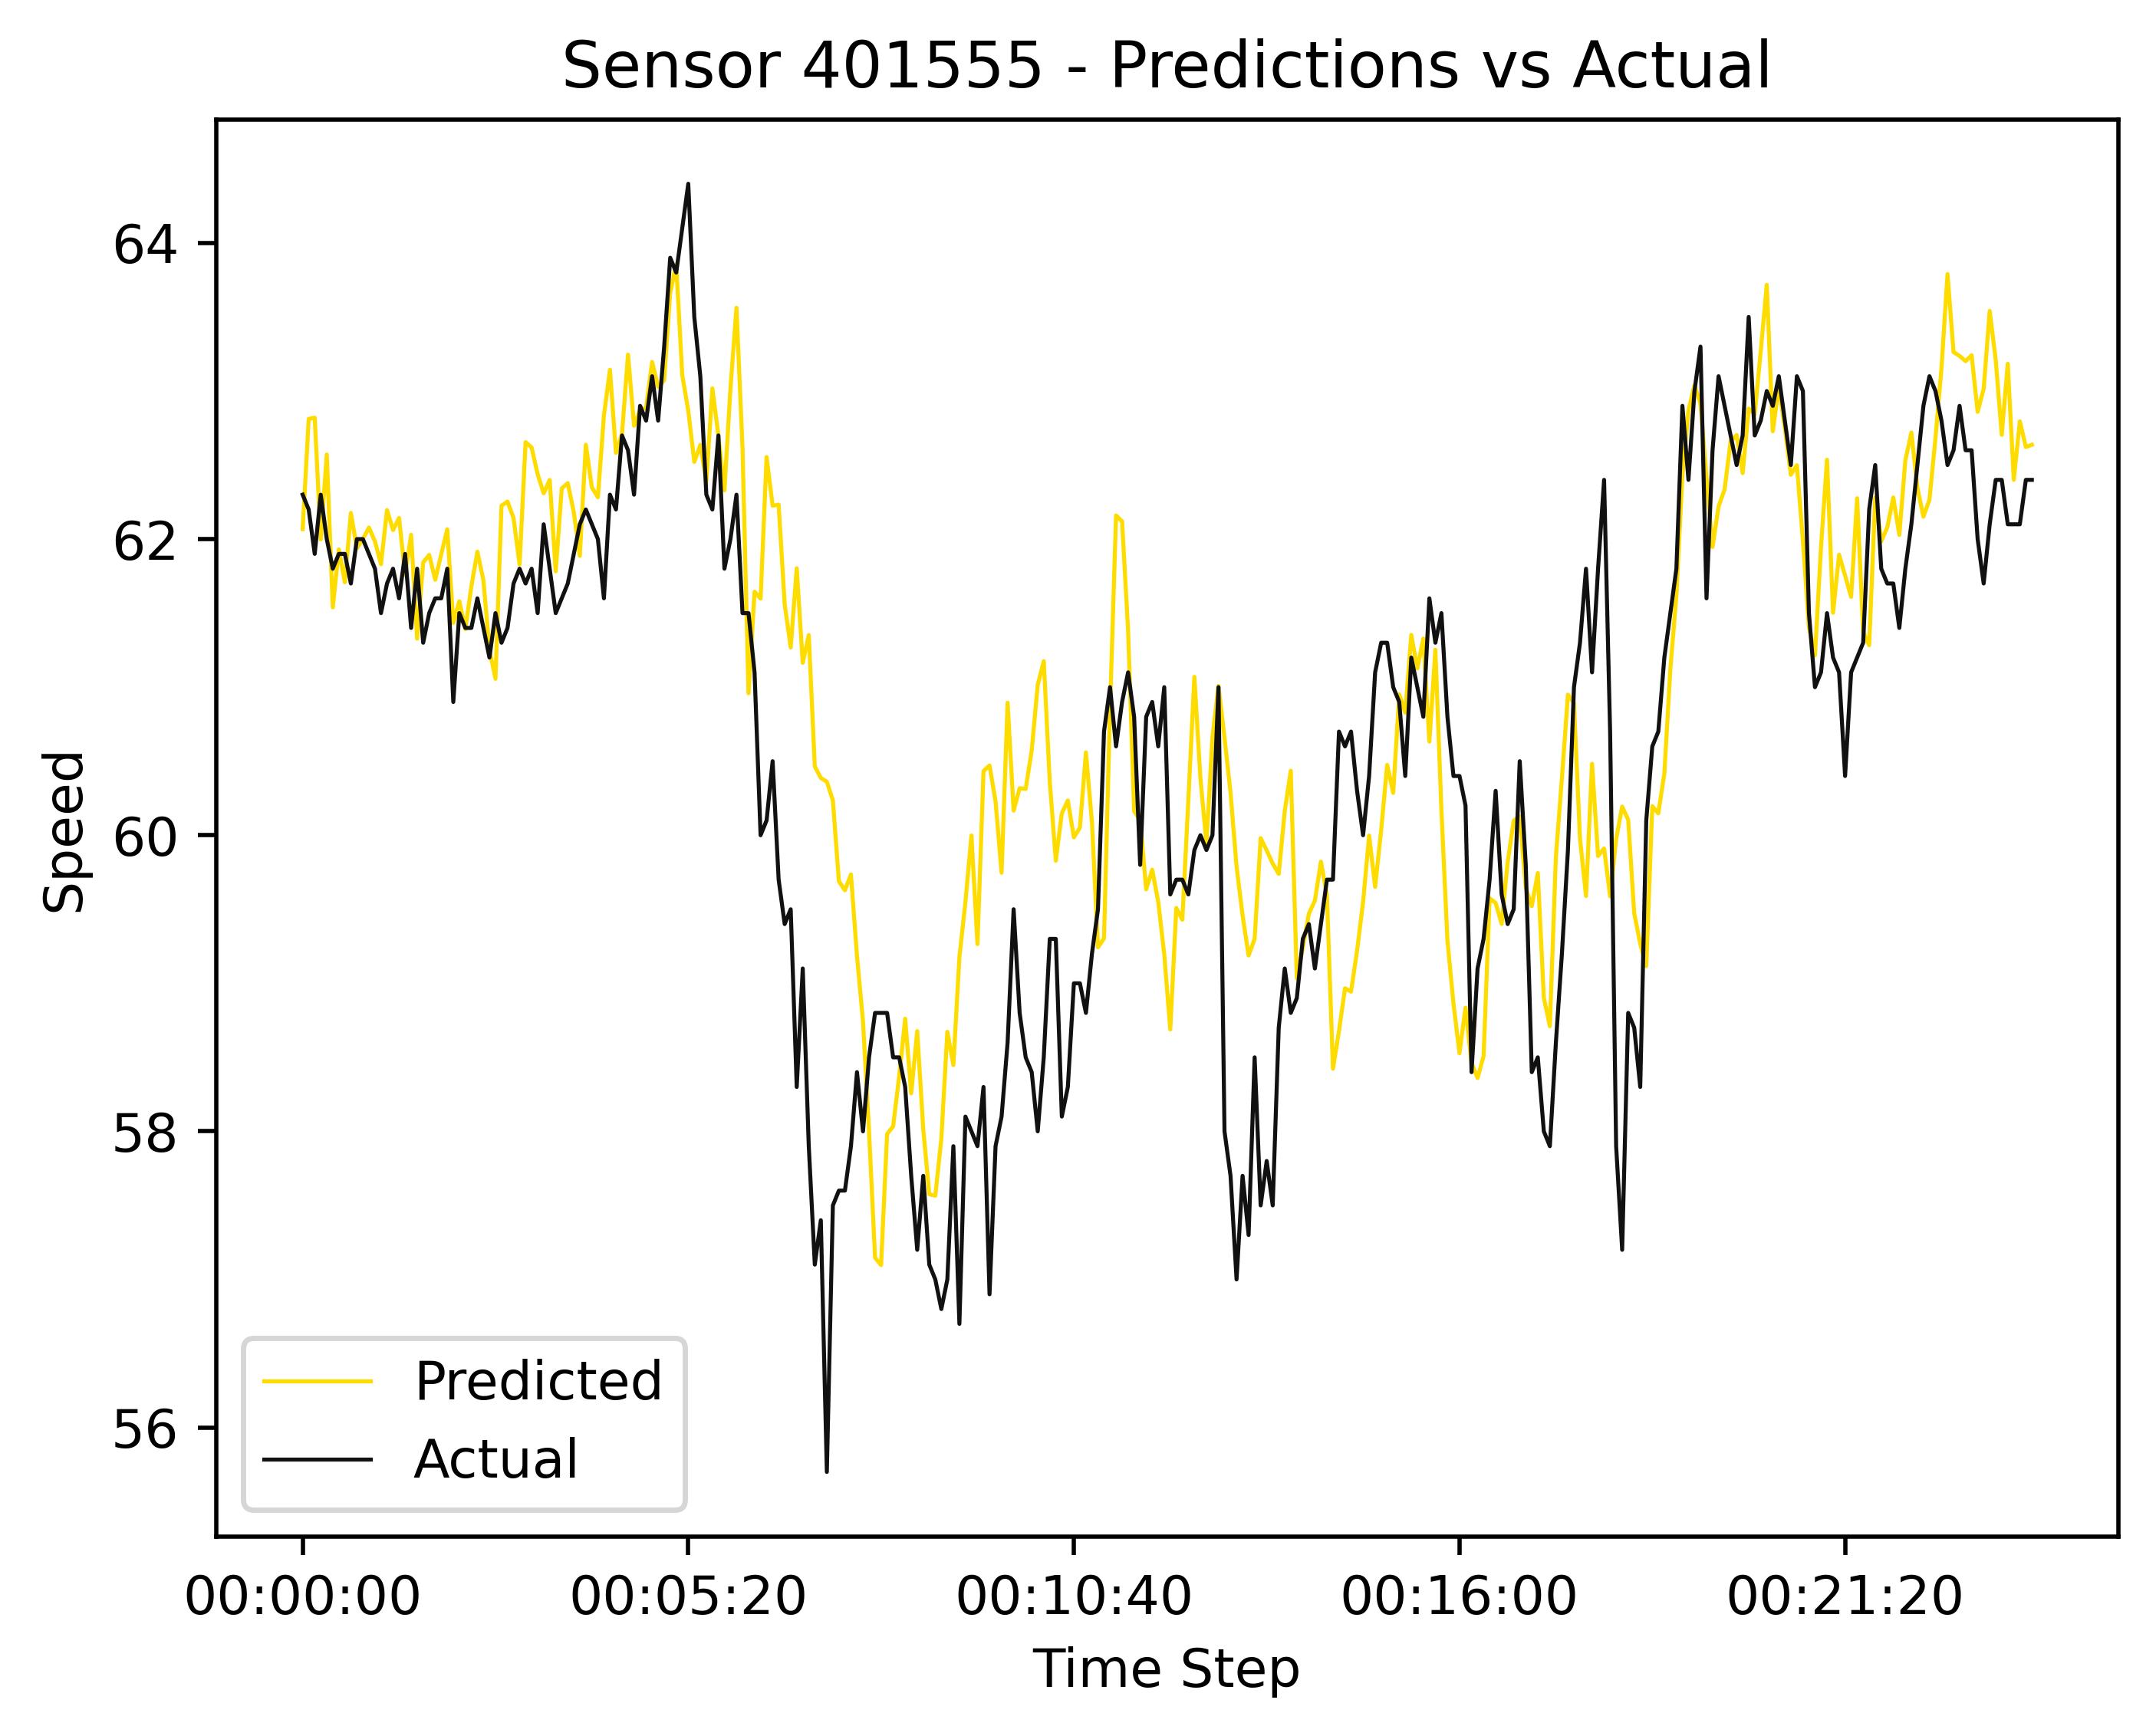 Sensor 401555 - Predictions vs Actual
64
62
60
58
56
Speed
Predicted
Actual
00:00:00 00:05:20 00:10:40 00:16:00 00:21:20
Time Step